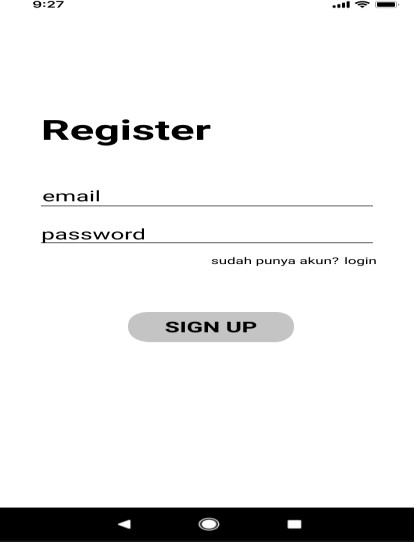 9:27
Register
email
password
sudah punya akun? login
SIGN UP